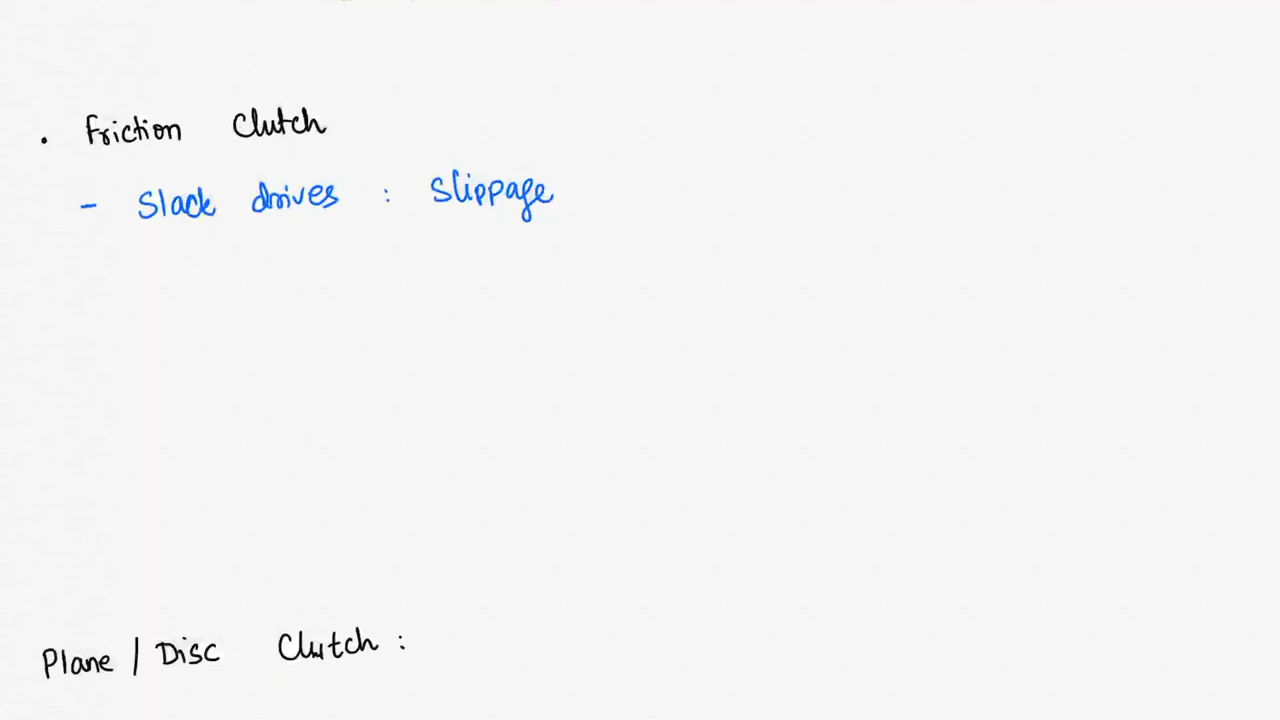 . Friction Clutch
- Slack drives : Slippage
Plane / Disc Clutch :